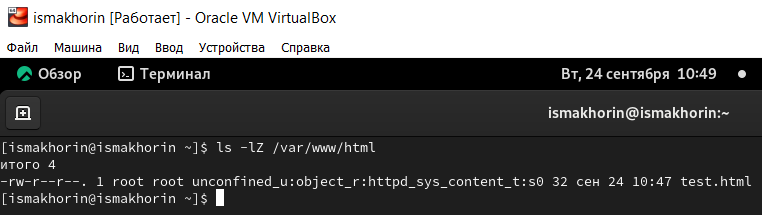 ismakhorin [Работает] - Oracle VM VirtualBox
Файл Машина Вид Ввод Устройства Справка
Обзор Терминал Вт, 24 сентября 10:49
ismakhorin@ismakhorin:~
[ismakhorin@ismakhorin ~]$ ls -lZ /var/www/html
итого 4
-rw-r--r--. 1 root root unconfined_u:object_r:httpd_sys_content_t:s0 32 сен 24 10:47 test.html
[ismakhorin@ismakhorin ~]$